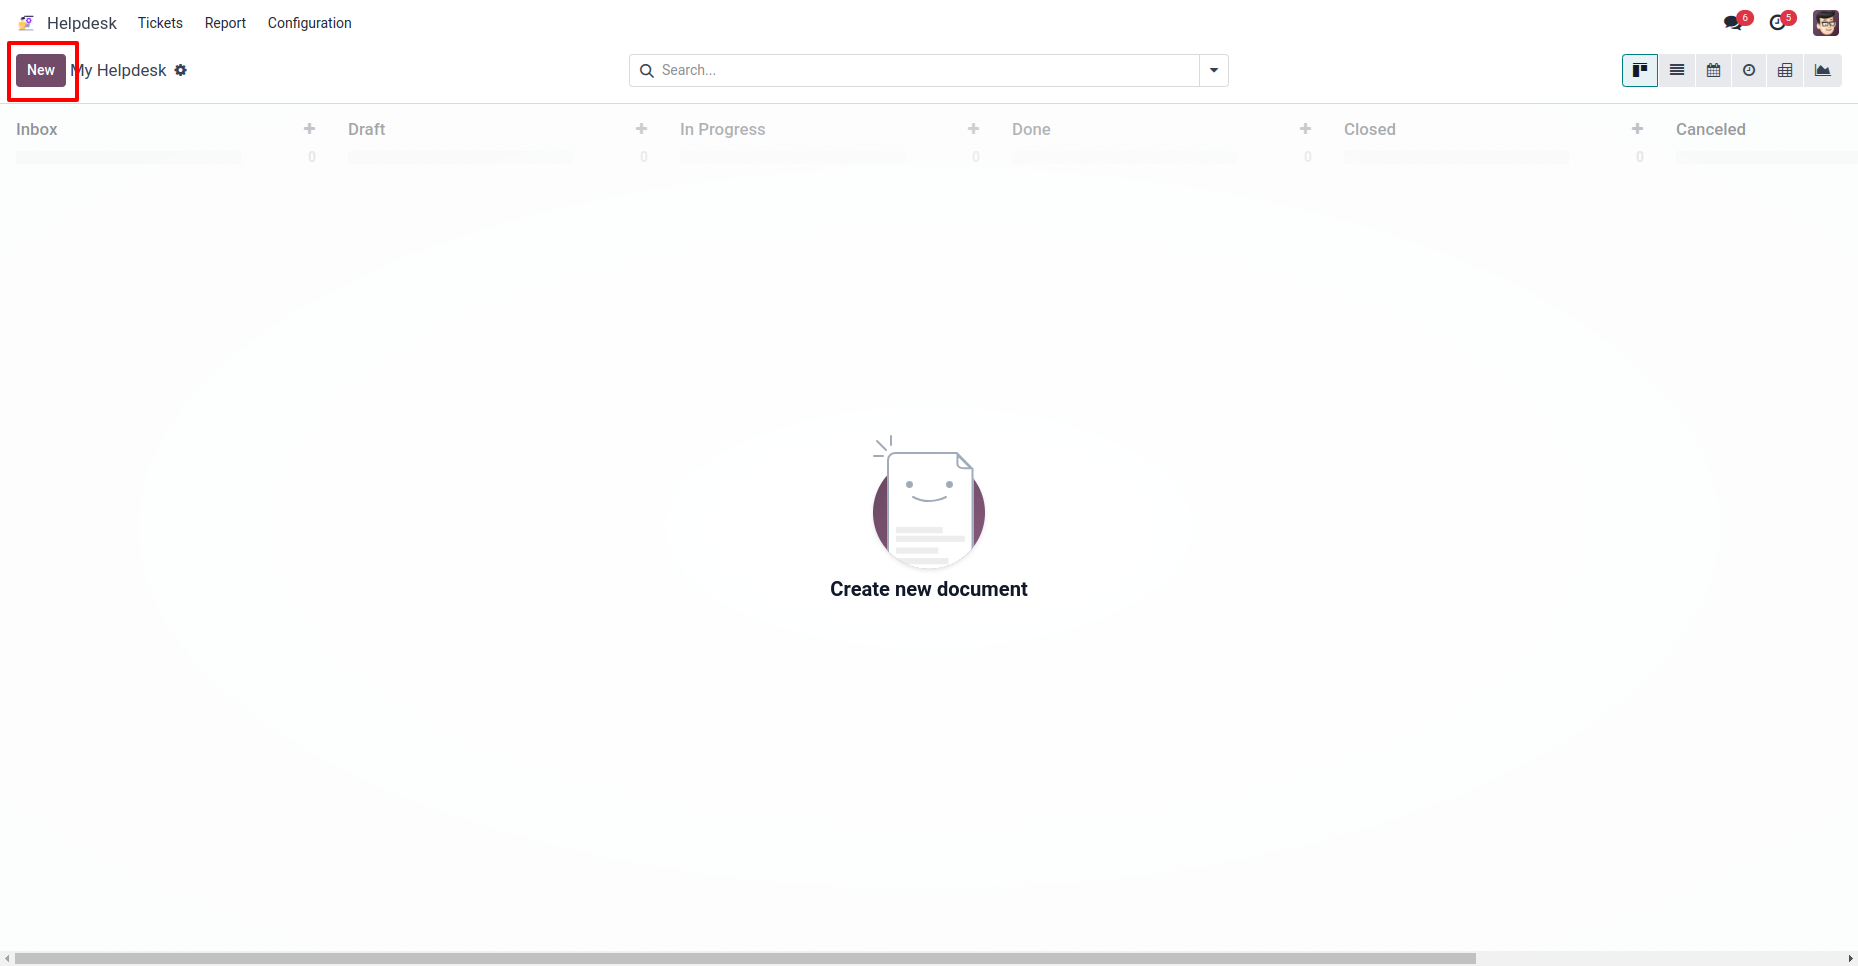 Helpdesk Tickets Report Configuration 6 5
New My Helpdesk Search...
Inbox Draft In Progress Done Closed Canceled
0 0 0 0 0
Create new document